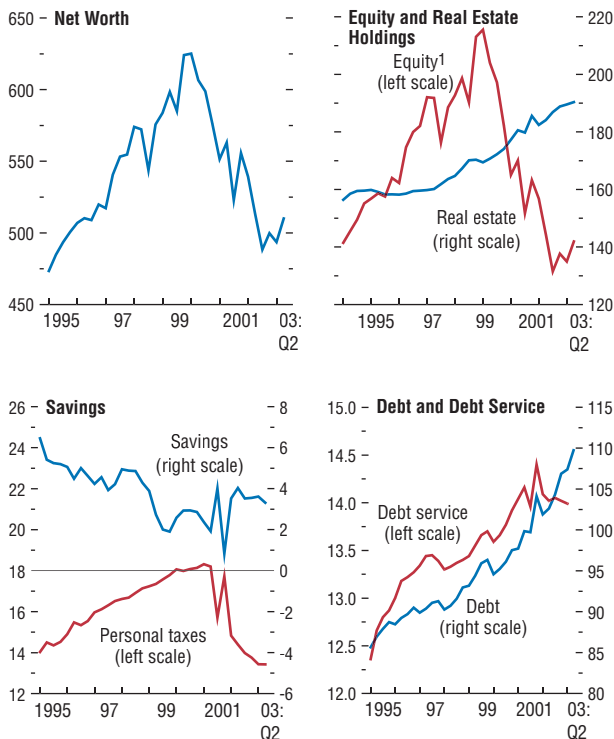 Net Worth
650
600
550
500
450
1995
97
99
2001
03:
Q2
Equity and Real Estate
Holdings
Equity1
(left scale)
Real estate
(right scale)
220
200
180
160
140
120
1995
97
99
2001
03:
Q2
Savings
26
24
22
20
18
16
14
12
Savings
(right scale)
Personal taxes
(left scale)
8
6
4
2
0
-2
-4
-6
1995
97
99
2001
03:
Q2
Debt and Debt Service
15.0
14.5
14.0
13.5
13.0
12.5
12.0
Debt service
(left scale)
Debt
(right scale)
115
110
105
100
95
90
85
80
1995
97
99
2001
03:
Q2